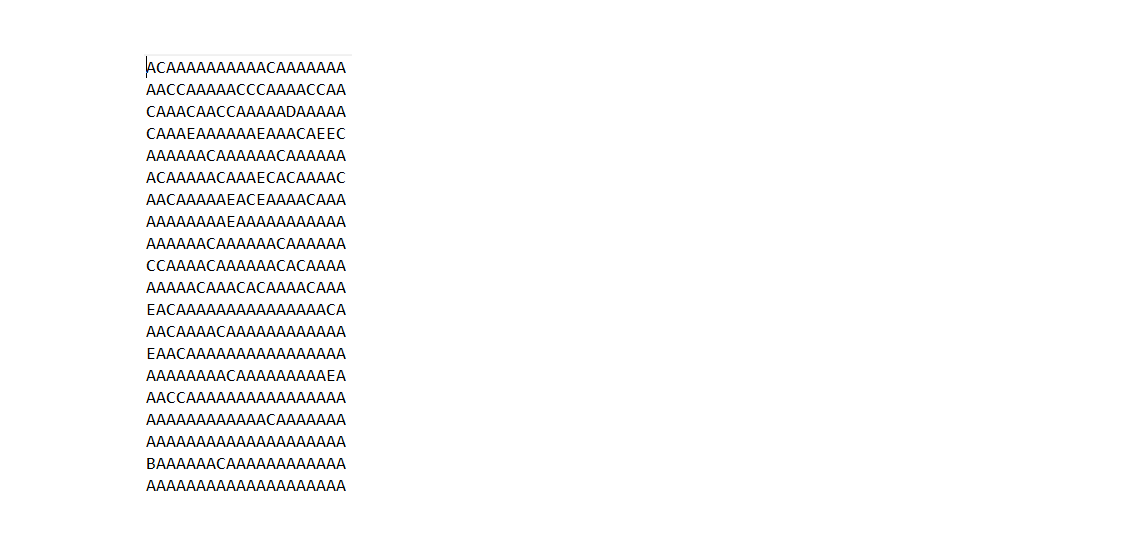 ACAAAAAAAAAACAAAAAAA
AACCAAAAACCCAAAACCAA
CAAACAACCAAAAADAAAAA
CAAAEAAAAAAEAAACAEEC
AAAAAACAAAAAACAAAAAA
ACAAAAACAAAECACAAAAC
AACAAAAAEACEAAAACAAA
AAAAAAAAEAAAAAAAAAAA
AAAAAACAAAAAACAAAAAA
CCAAAACAAAAAACACAAAA
AAAAACAAACACAAAACAAA
EACAAAAAAAAAAAAAAACA
AACAAAACAAAAAAAAAAAA
EAACAAAAAAAAAAAAAAAA
AAAAAAAACAAAAAAAAAEA
AACCAAAAAAAAAAAAAAAA
AAAAAAAAAAAACAAAAAAA
AAAAAAAAAAAAAAAAAAAA
BAAAAAACAAAAAAAAAAAA
AAAAAAAAAAAAAAAAAAAA